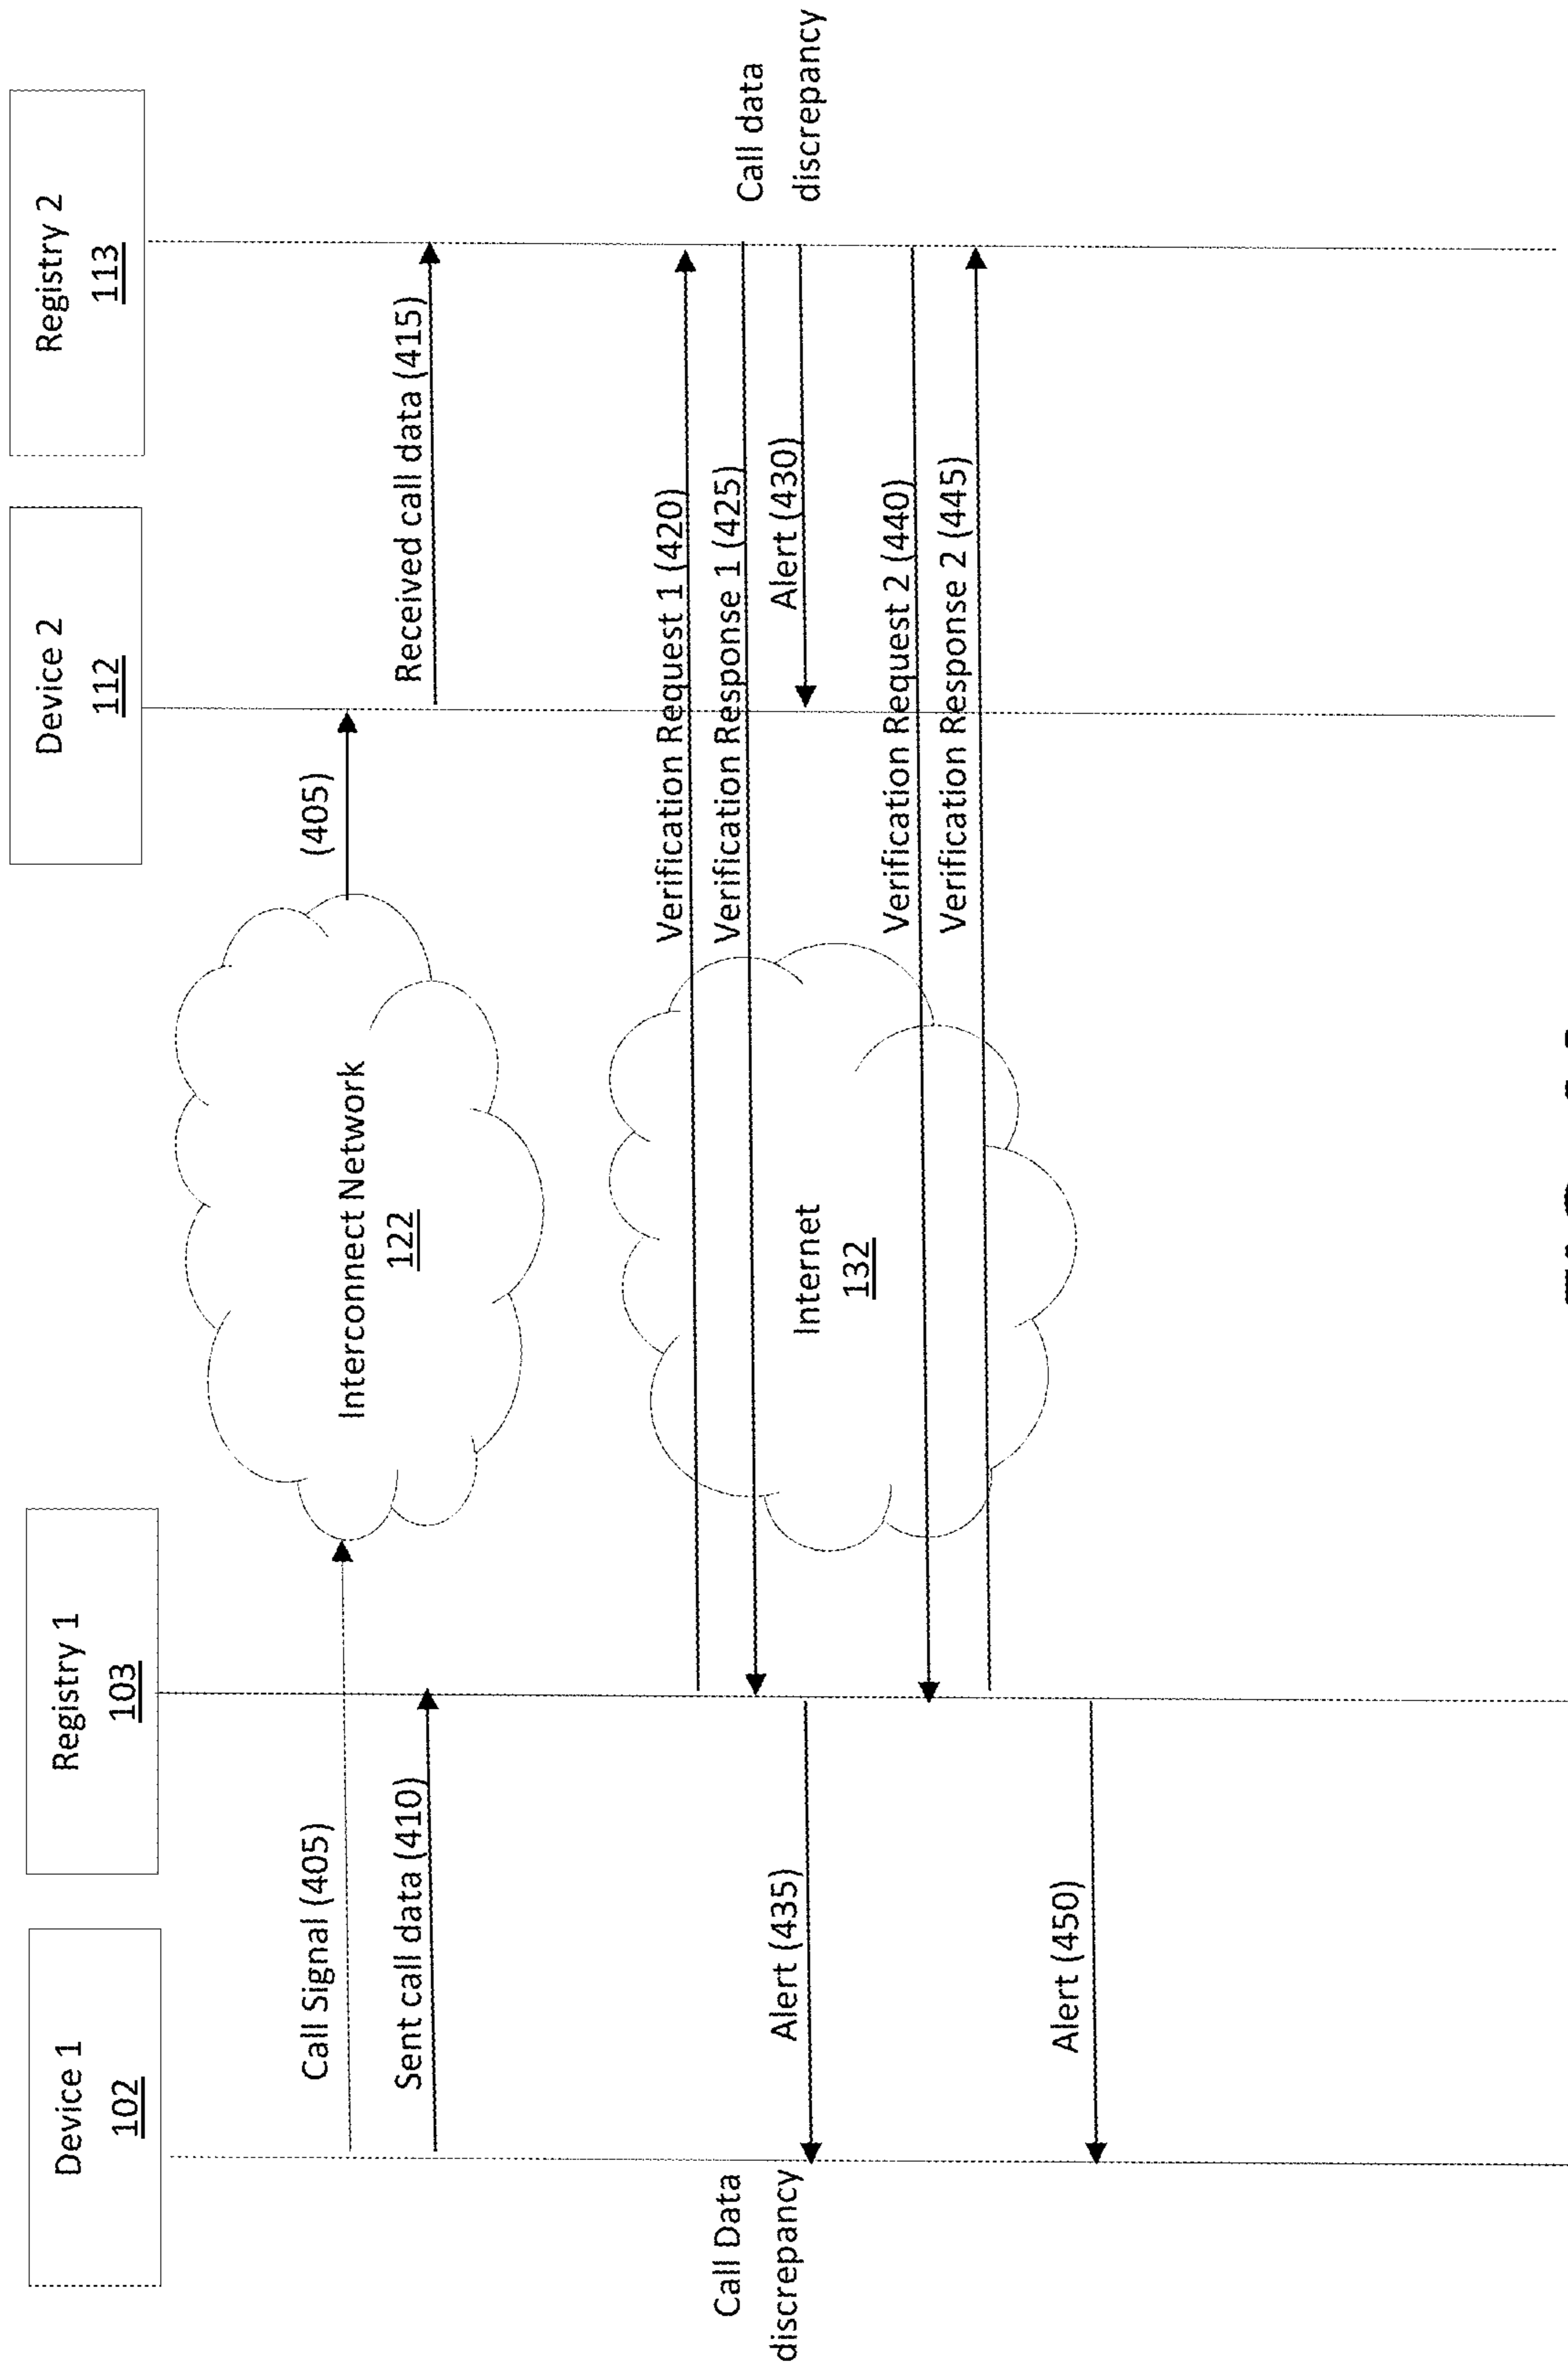 Device 1
102
Registry 1
103
Device 2
112
Registry 2
113
Call Signal (405)
(405)
Interconnect Network
122
Sent call data (410)
Received call data (415)
Verification Request 1 (420)
Verification Response 1 (425)
Call Data
discrepancy
Call data
discrepancy
Alert (435)
Alert (430)
Internet
132
Verification Request 2 (440)
Verification Response 2 (445)
Alert (450)